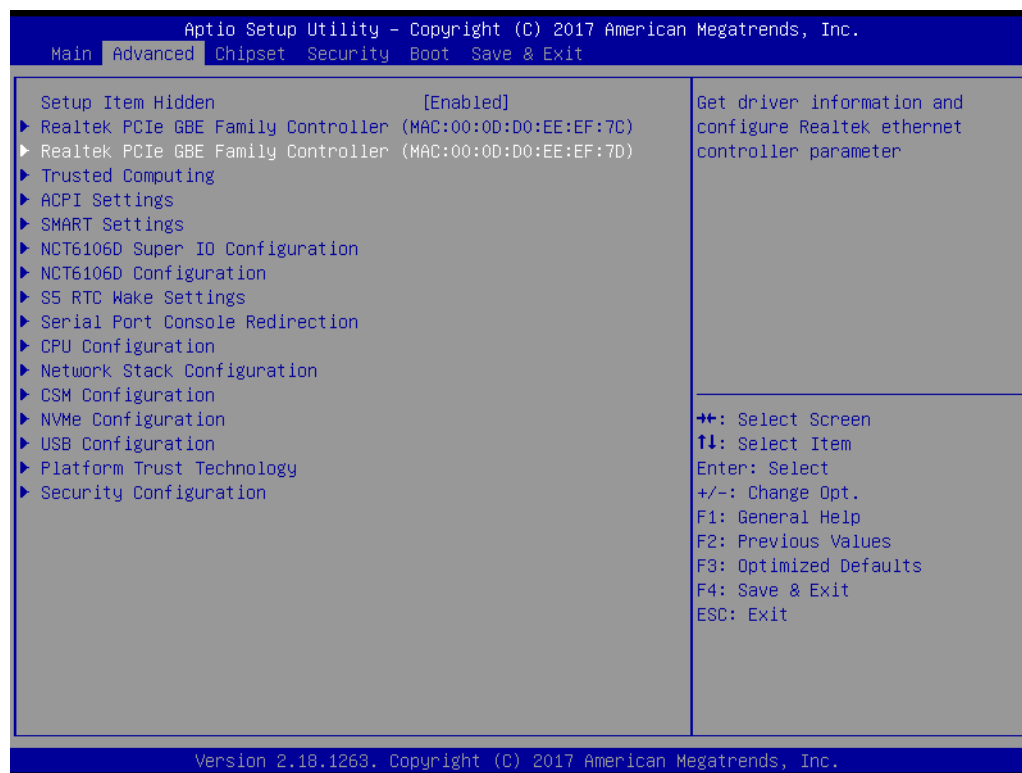 Aptio Setup Utility – Copyright (C) 2017 American Megatrends, Inc.
Main Advanced Chipset Security Boot Save & Exit
Setup Item Hidden [Enabled]
Realtek PCIe GBE Family Controller (MAC:00:0D:D0:EE:EF:7C)
Realtek PCIe GBE Family Controller (MAC:00:0D:D0:EE:EF:7D)
Trusted Computing
ACPI Settings
SMART Settings
NCT6106D Super IO Configuration
NCT6106D Configuration
S5 RTC Wake Settings
Serial Port Console Redirection
CPU Configuration
Network Stack Configuration
CSM Configuration
NVMe Configuration
USB Configuration
Platform Trust Technology
Security Configuration
Get driver information and
configure Realtek ethernet
controller parameter
→←: Select Screen
↑↓: Select Item
Enter: Select
+/-: Change Opt.
F1: General Help
F2: Previous Values
F3: Optimized Defaults
F4: Save & Exit
ESC: Exit
Version 2.18.1263. Copyright (C) 2017 American Megatrends, Inc.